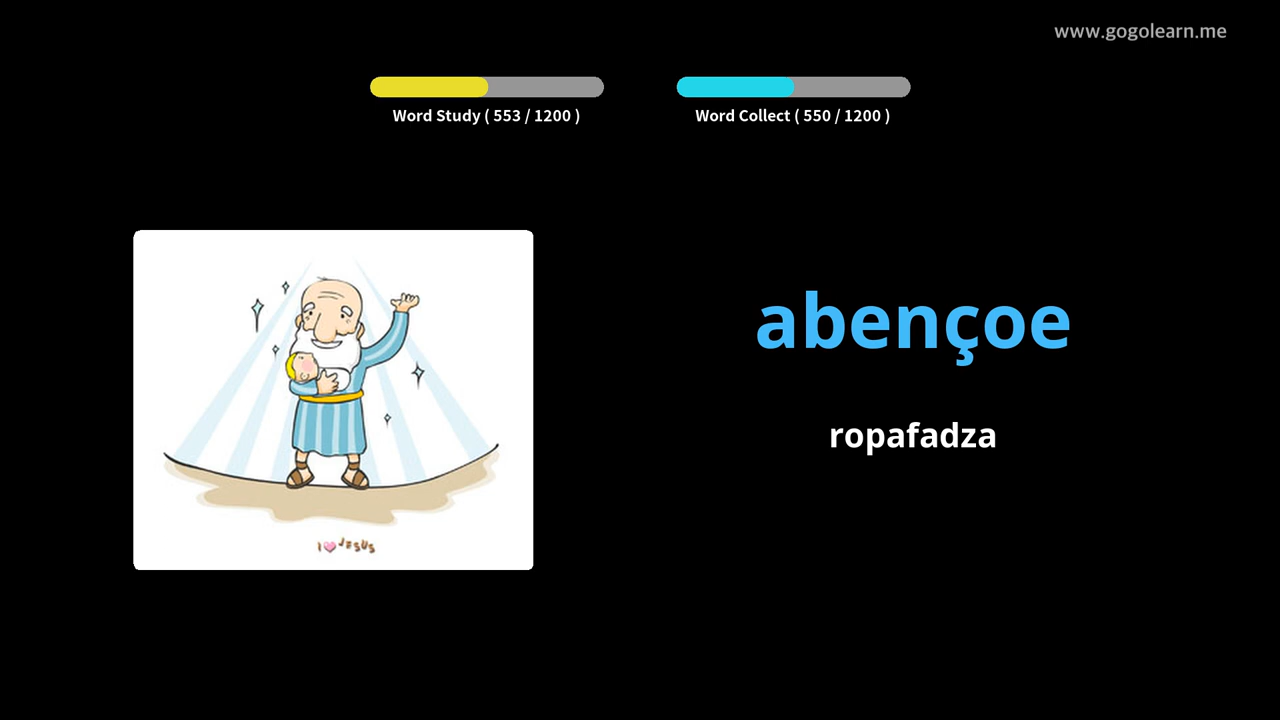 www.gogolearn.me
Word Study ( 553 / 1200 )
Word Collect ( 550 / 1200 )
abençoe
ropafadza
I JESUS